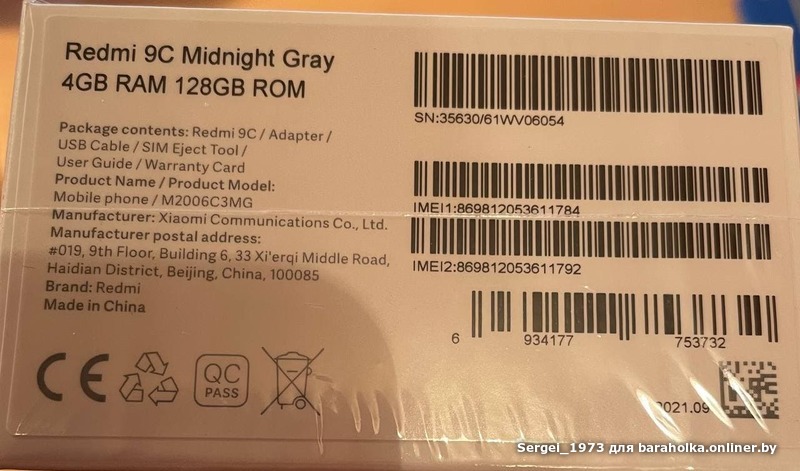 Redmi 9C Midnight Gray
4GB RAM 128GB ROM
Package contents: Redmi 9C / Adapter /
USB Cable / SIM Eject Tool /
User Guide / Warranty Card
Product Name / Product Model:
Mobile phone / M2006C3MG
Manufacturer: Xiaomi Communications Co., Ltd.
Manufacturer postal address:
#019, 9th Floor, Building 6, 33 Xi'erqi Middle Road,
Haidian District, Beijing, China, 100085
Brand: Redmi
Made in China
CE
QC
PASS
SN:35630/61WV06054
IMEI1:869812053611784
IMEI2:869812053611792
6 934177 753732
2021.09
Sergel_1973 для baraholka.onliner.by